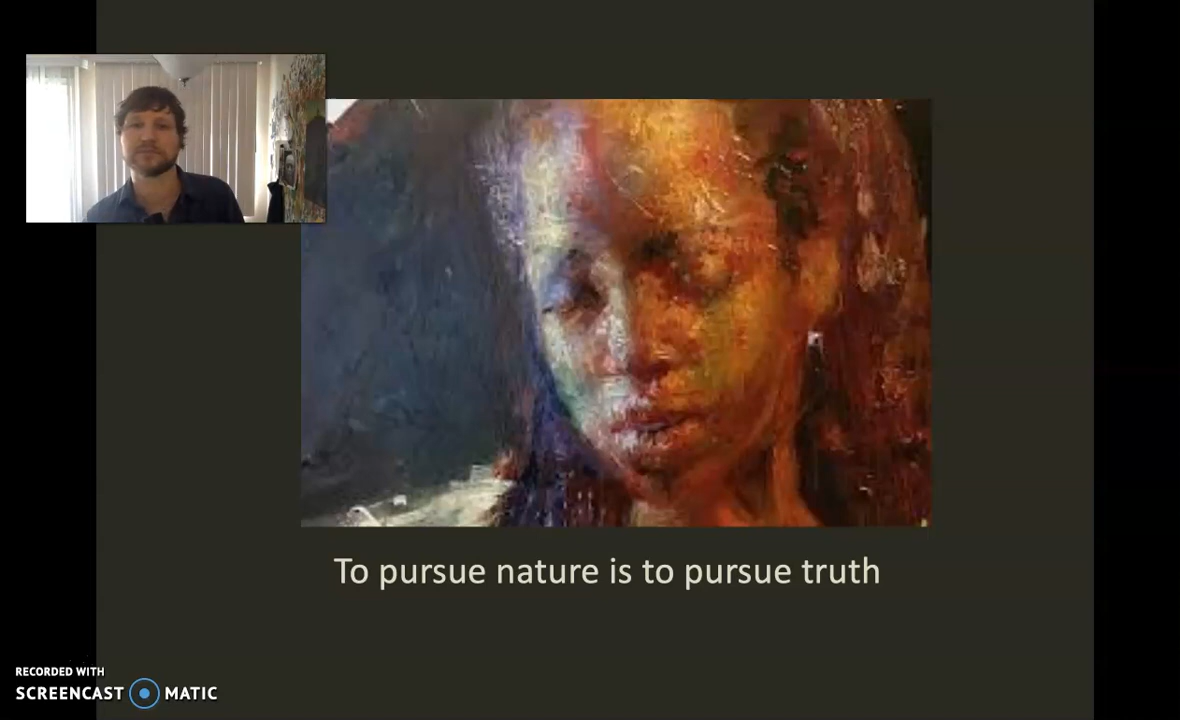 To pursue nature is to pursue truth
RECORDED WITH
SCREENCAST MATIC